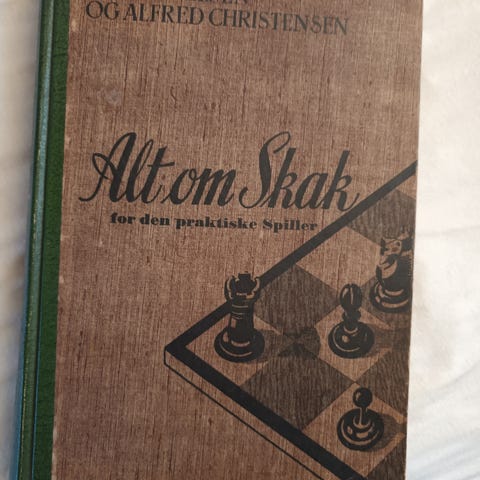 OG ALFRED CHRISTENSEN
Alt om Skak
for den praktiske Spiller